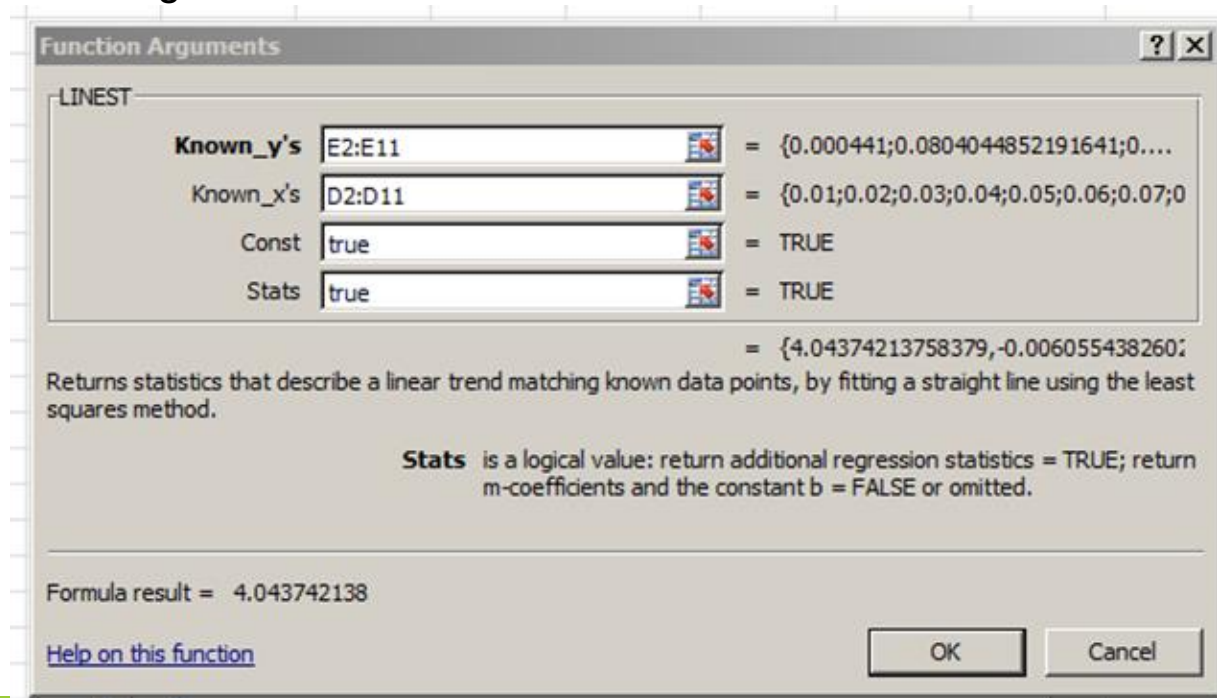 Function Arguments
LINEST
Known_y's E2:E11 = {0.000441;0.0804044852191641;0....
Known_x's D2:D11 = {0.01;0.02;0.03;0.04;0.05;0.06;0.07;0
Const true = TRUE
Stats true = TRUE
= {4.04374213758379,-0.0060554382602
Returns statistics that describe a linear trend matching known data points, by fitting a straight line using the least
squares method.
Stats is a logical value: return additional regression statistics = TRUE; return
m-coefficients and the constant b = FALSE or omitted.
Formula result = 4.043742138
Help on this function
OK Cancel